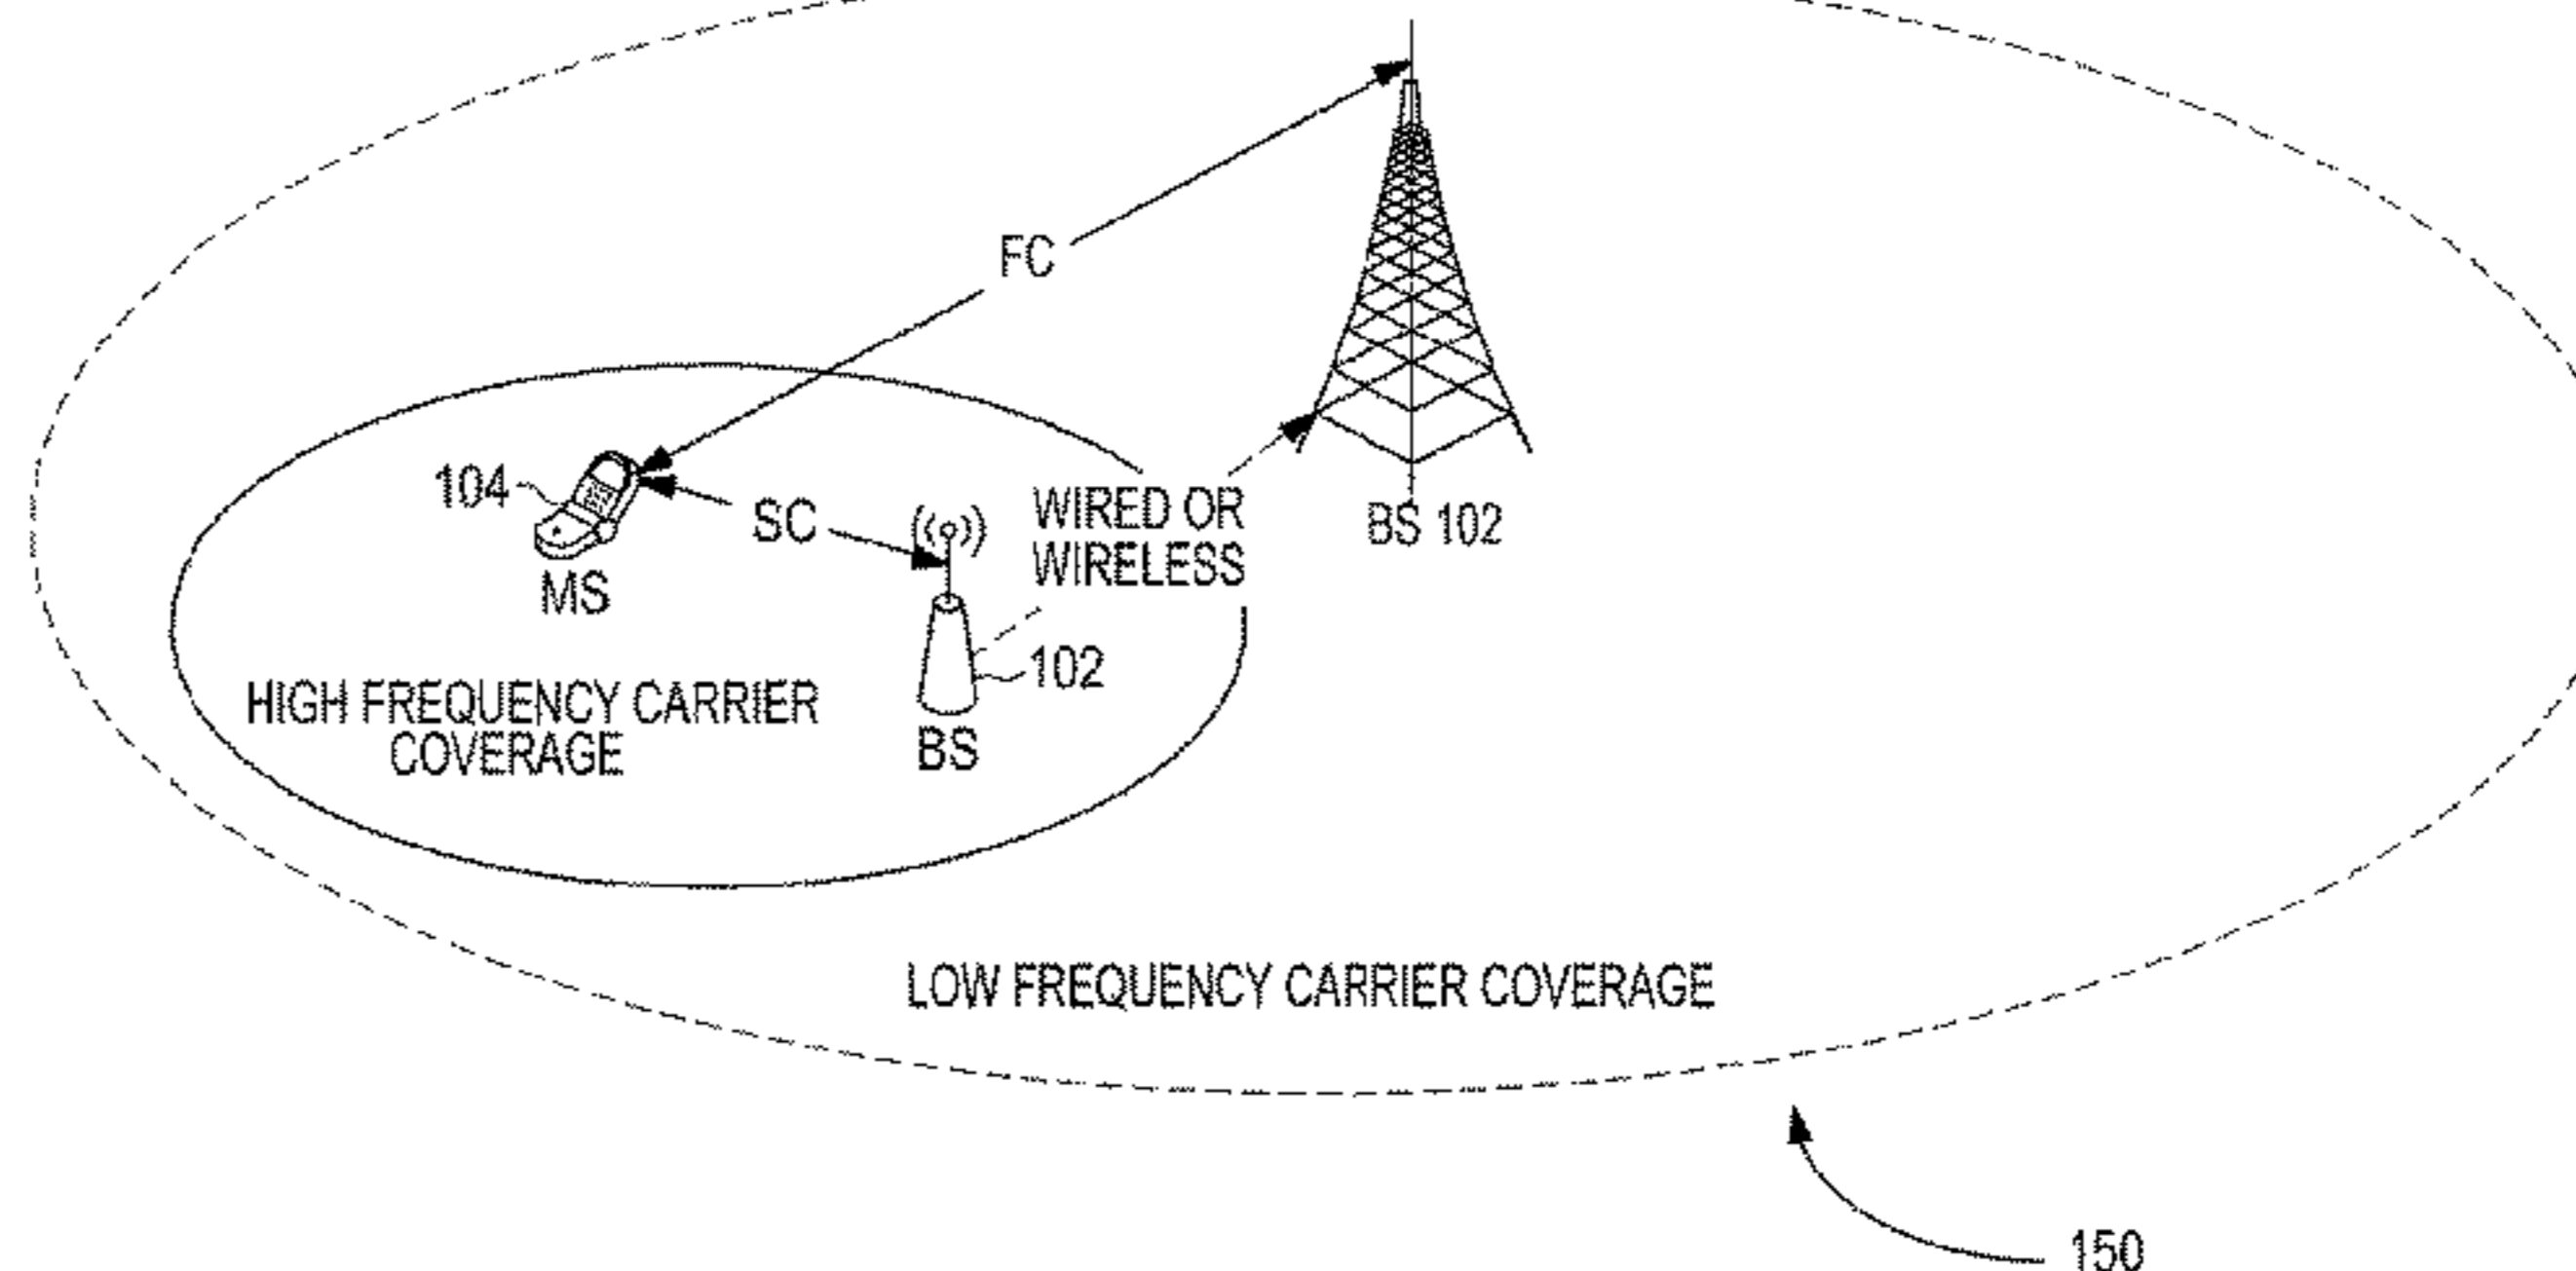 FC
104
SC
WIRED OR
WIRELESS
BS 102
MS
102
HIGH FREQUENCY CARRIER
COVERAGE
BS
LOW FREQUENCY CARRIER COVERAGE
150